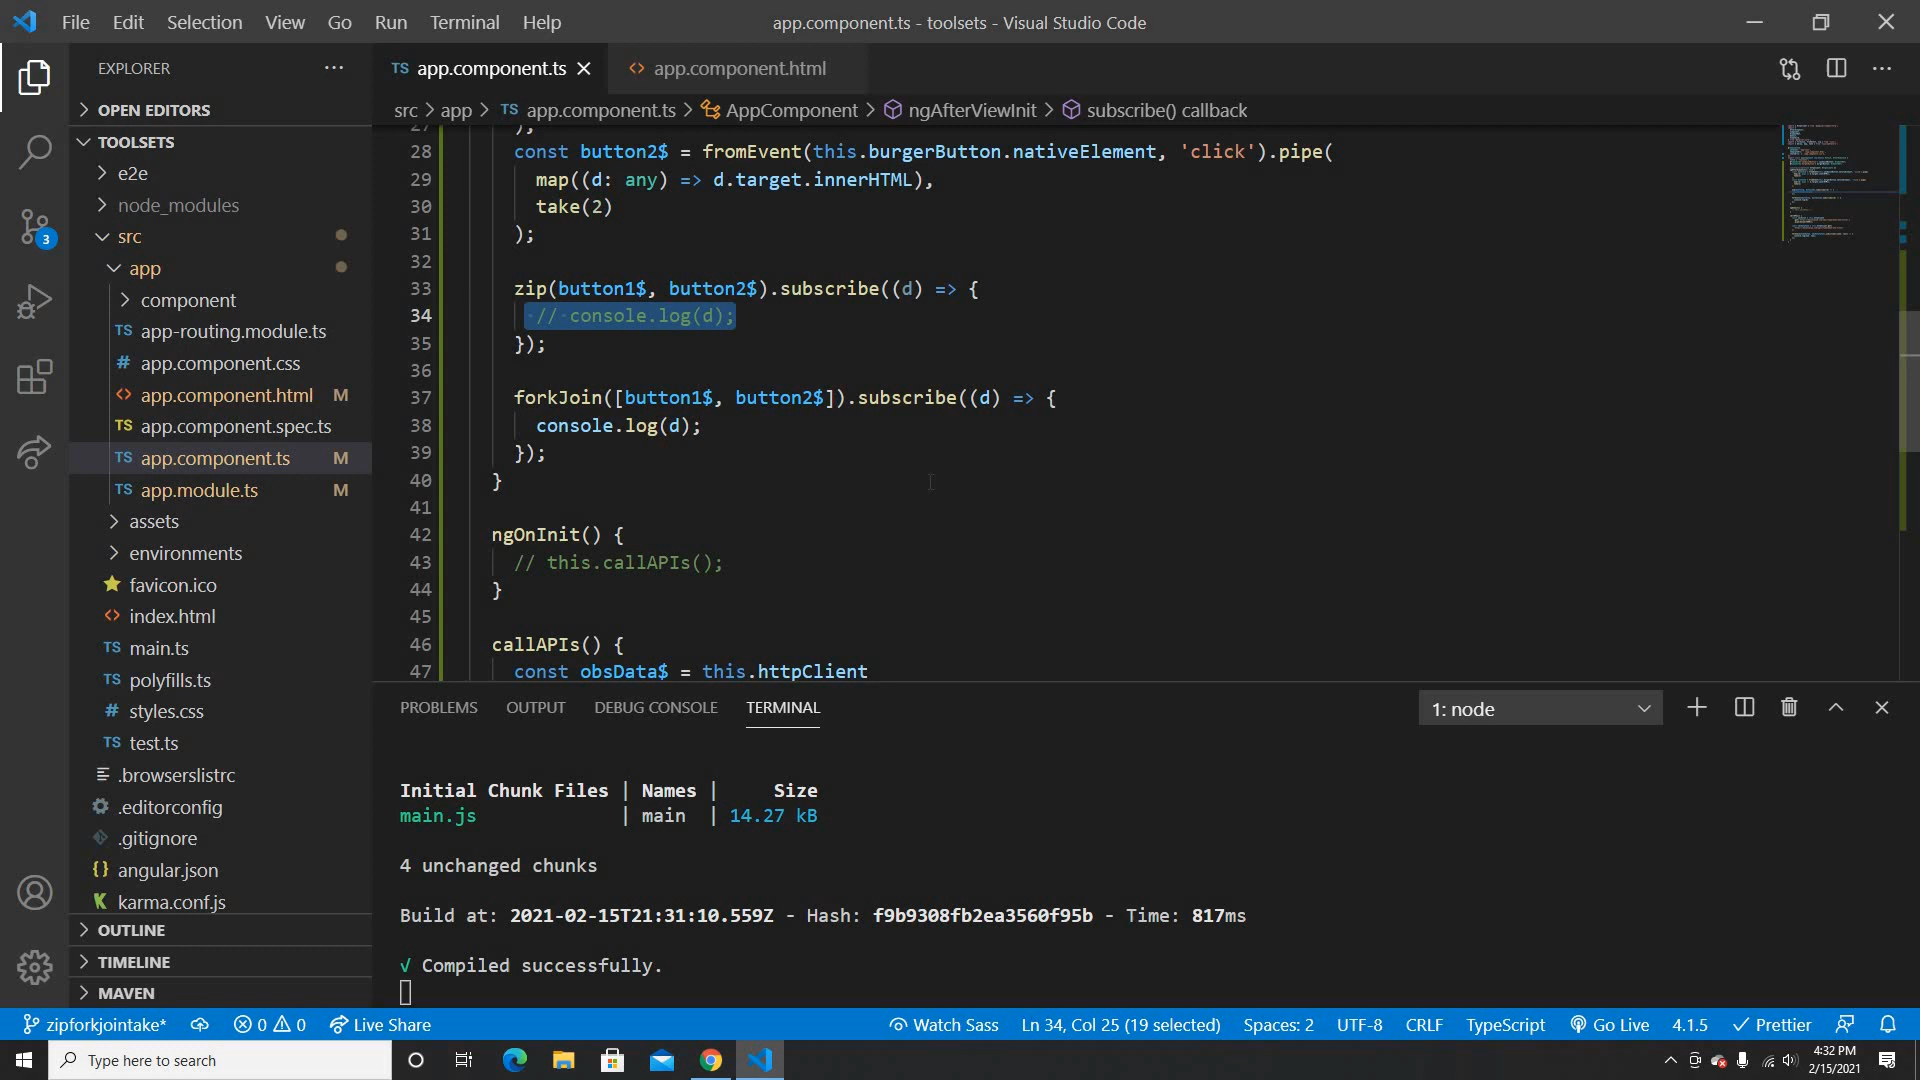 File Edit Selection View Go Run Terminal Help
app.component.ts - toolsets - Visual Studio Code
EXPLORER ···
TS app.component.ts
<> app.component.html
src > app > TS app.component.ts > AppComponent > ngAfterViewInit > subscribe() callback
OPEN EDITORS
TOOLSETS
e2e
node_modules
src
app
component
TS app-routing.module.ts
# app.component.css
<> app.component.html M
TS app.component.spec.ts
TS app.component.ts M
TS app.module.ts M
assets
environments
favicon.ico
<> index.html
TS main.ts
TS polyfills.ts
# styles.css
TS test.ts
.browserslistrc
.editorconfig
.gitignore
{} angular.json
karma.conf.js
OUTLINE
TIMELINE
MAVEN
3
27 );
28 const button2$ = fromEvent(this.burgerButton.nativeElement, 'click').pipe(
29 map((d: any) => d.target.innerHTML),
30 take(2)
31 );
32
33 zip(button1$, button2$).subscribe((d) => {
34 // console.log(d);
35 });
36
37 forkJoin([button1$, button2$]).subscribe((d) => {
38 console.log(d);
39 });
40 }
41
42 ngOnInit() {
43 // this.callAPIs();
44 }
45
46 callAPIs() {
47 const obsData$ = this.httpClient
PROBLEMS OUTPUT DEBUG CONSOLE TERMINAL
1: node
Initial Chunk Files | Names | Size
main.js | main | 14.27 kB
4 unchanged chunks
Build at: 2021-02-15T21:31:10.559Z - Hash: f9b9308fb2ea3560f95b - Time: 817ms
√ Compiled successfully.
zipforkjointake* 0 0 Live Share
Watch Sass Ln 34, Col 25 (19 selected) Spaces: 2 UTF-8 CRLF TypeScript Go Live 4.1.5 Prettier
Type here to search
4:32 PM
2/15/2021